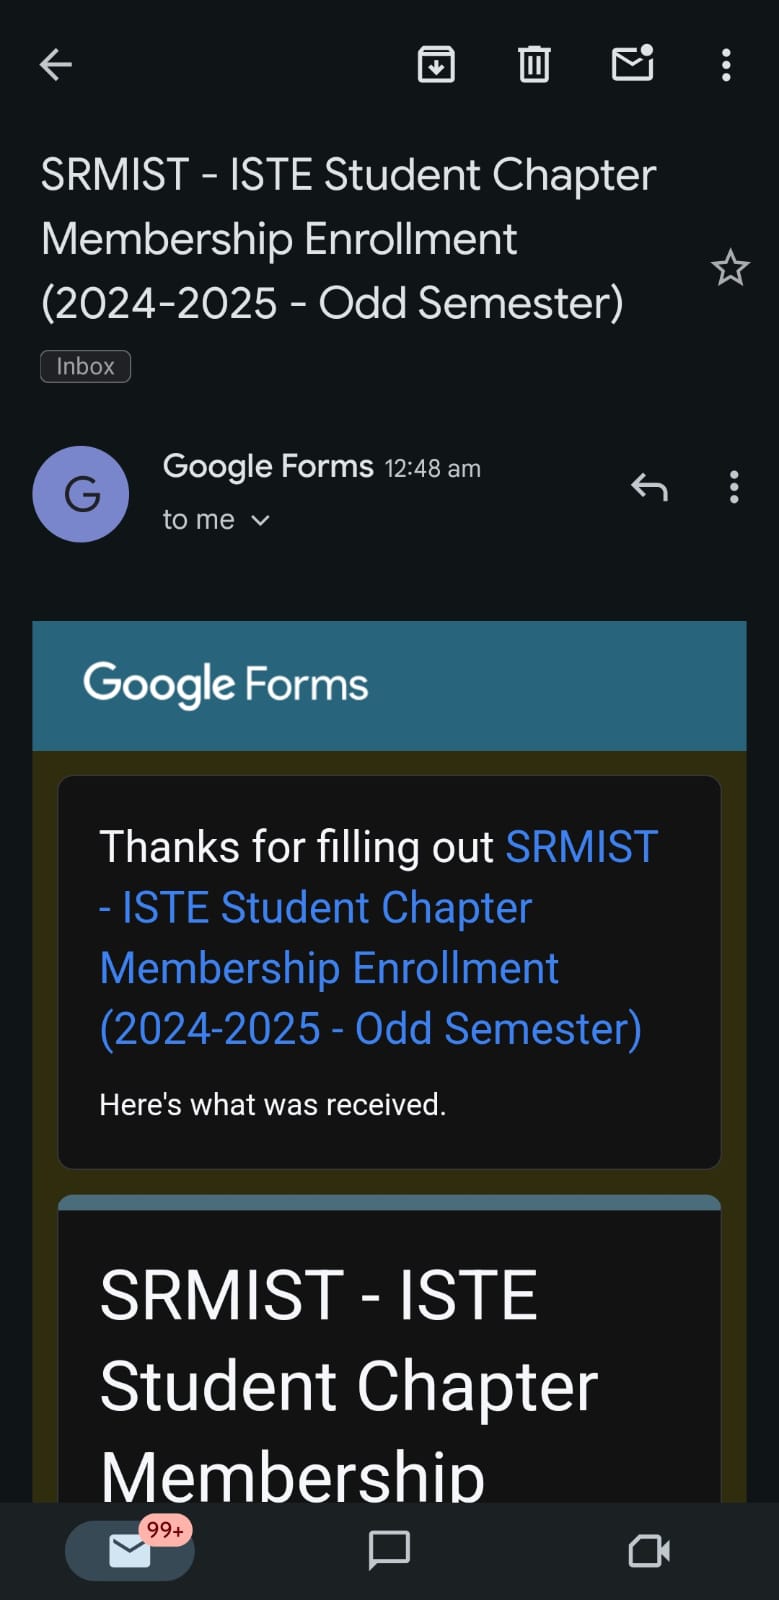 SRMIST - ISTE Student Chapter
Membership Enrollment
(2024-2025 - Odd Semester)
Inbox
G
Google Forms 12:48 am
to me
Google Forms
Thanks for filling out SRMIST
- ISTE Student Chapter
Membership Enrollment
(2024-2025 - Odd Semester)
Here's what was received.
SRMIST - ISTE
Student Chapter
Membership
99+